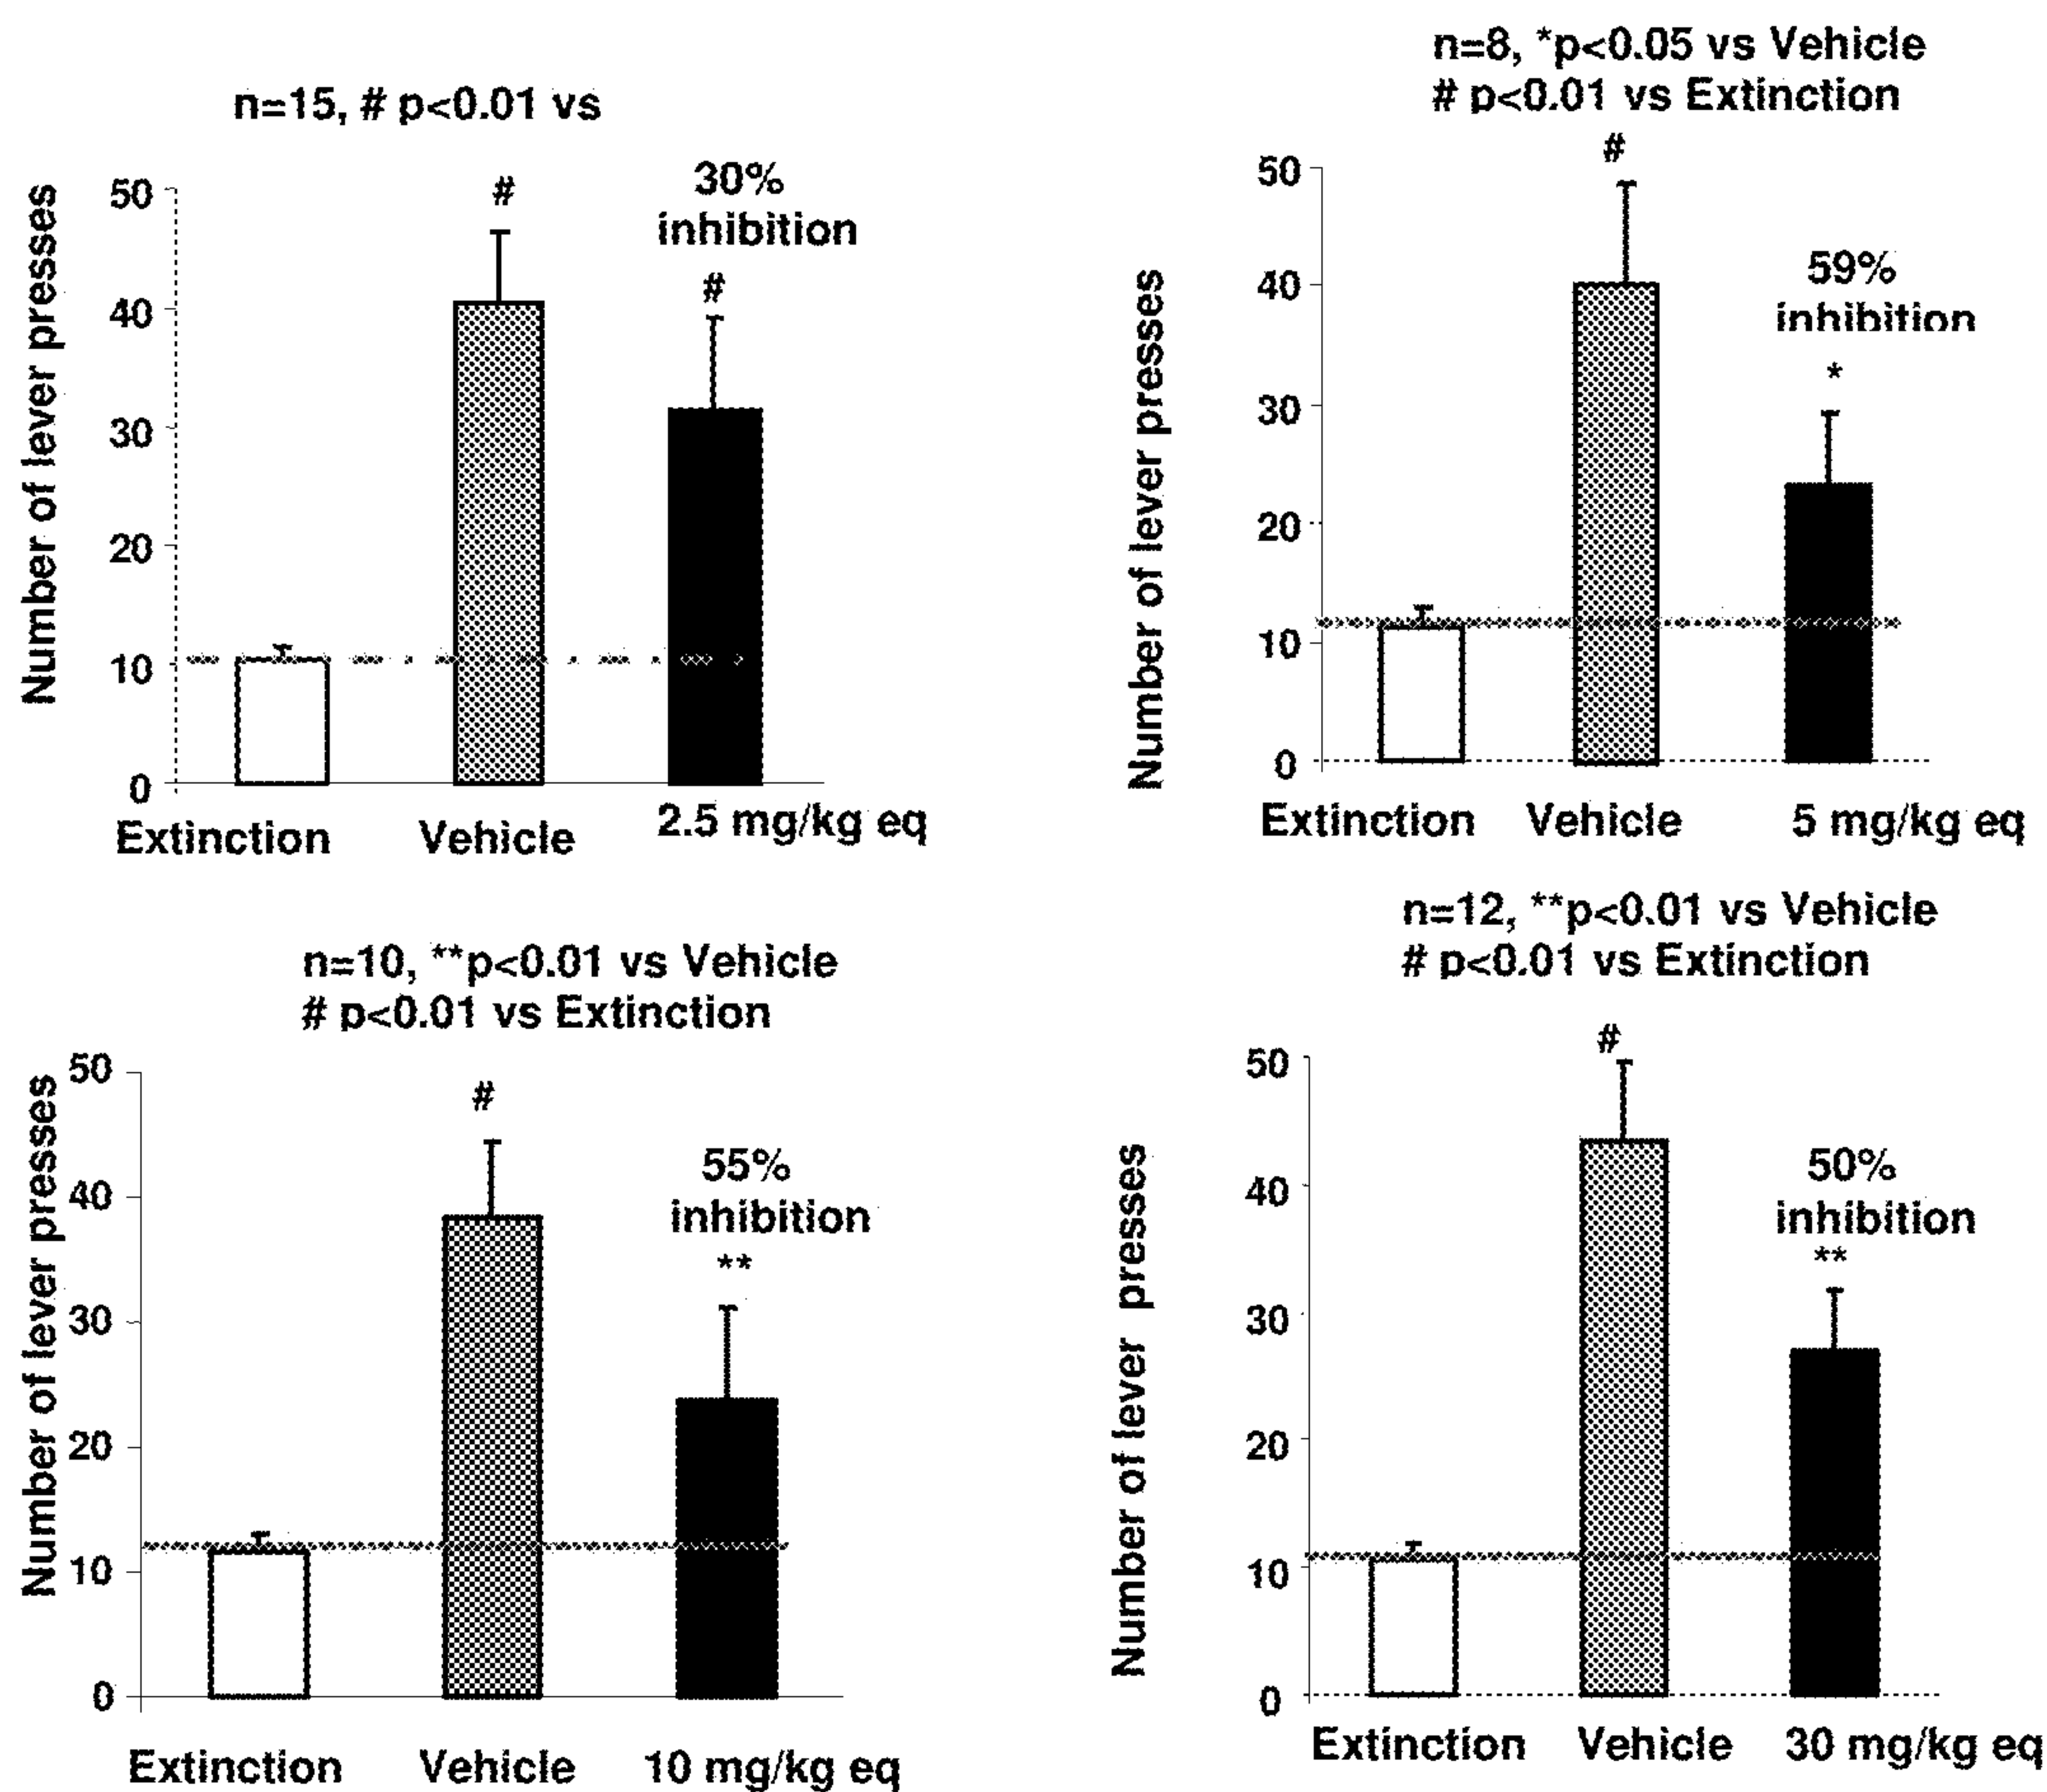 n=15, # p<0.01 vs
Number of lever presses
50
40
30
20
10
0
#
30%
inhibition
#
Extinction
Vehicle
2.5 mg/kg eq
n=8, *p<0.05 vs Vehicle
# p<0.01 vs Extinction
Number of lever presses
50
40
30
20
10
0
#
59%
inhibition
*
Extinction
Vehicle
5 mg/kg eq
n=10, **p<0.01 vs Vehicle
# p<0.01 vs Extinction
Number of lever presses
50
40
30
20
10
0
#
55%
inhibition
**
Extinction
Vehicle
10 mg/kg eq
n=12, **p<0.01 vs Vehicle
# p<0.01 vs Extinction
Number of lever presses
50
40
30
20
10
0
#
50%
inhibition
**
Extinction
Vehicle
30 mg/kg eq